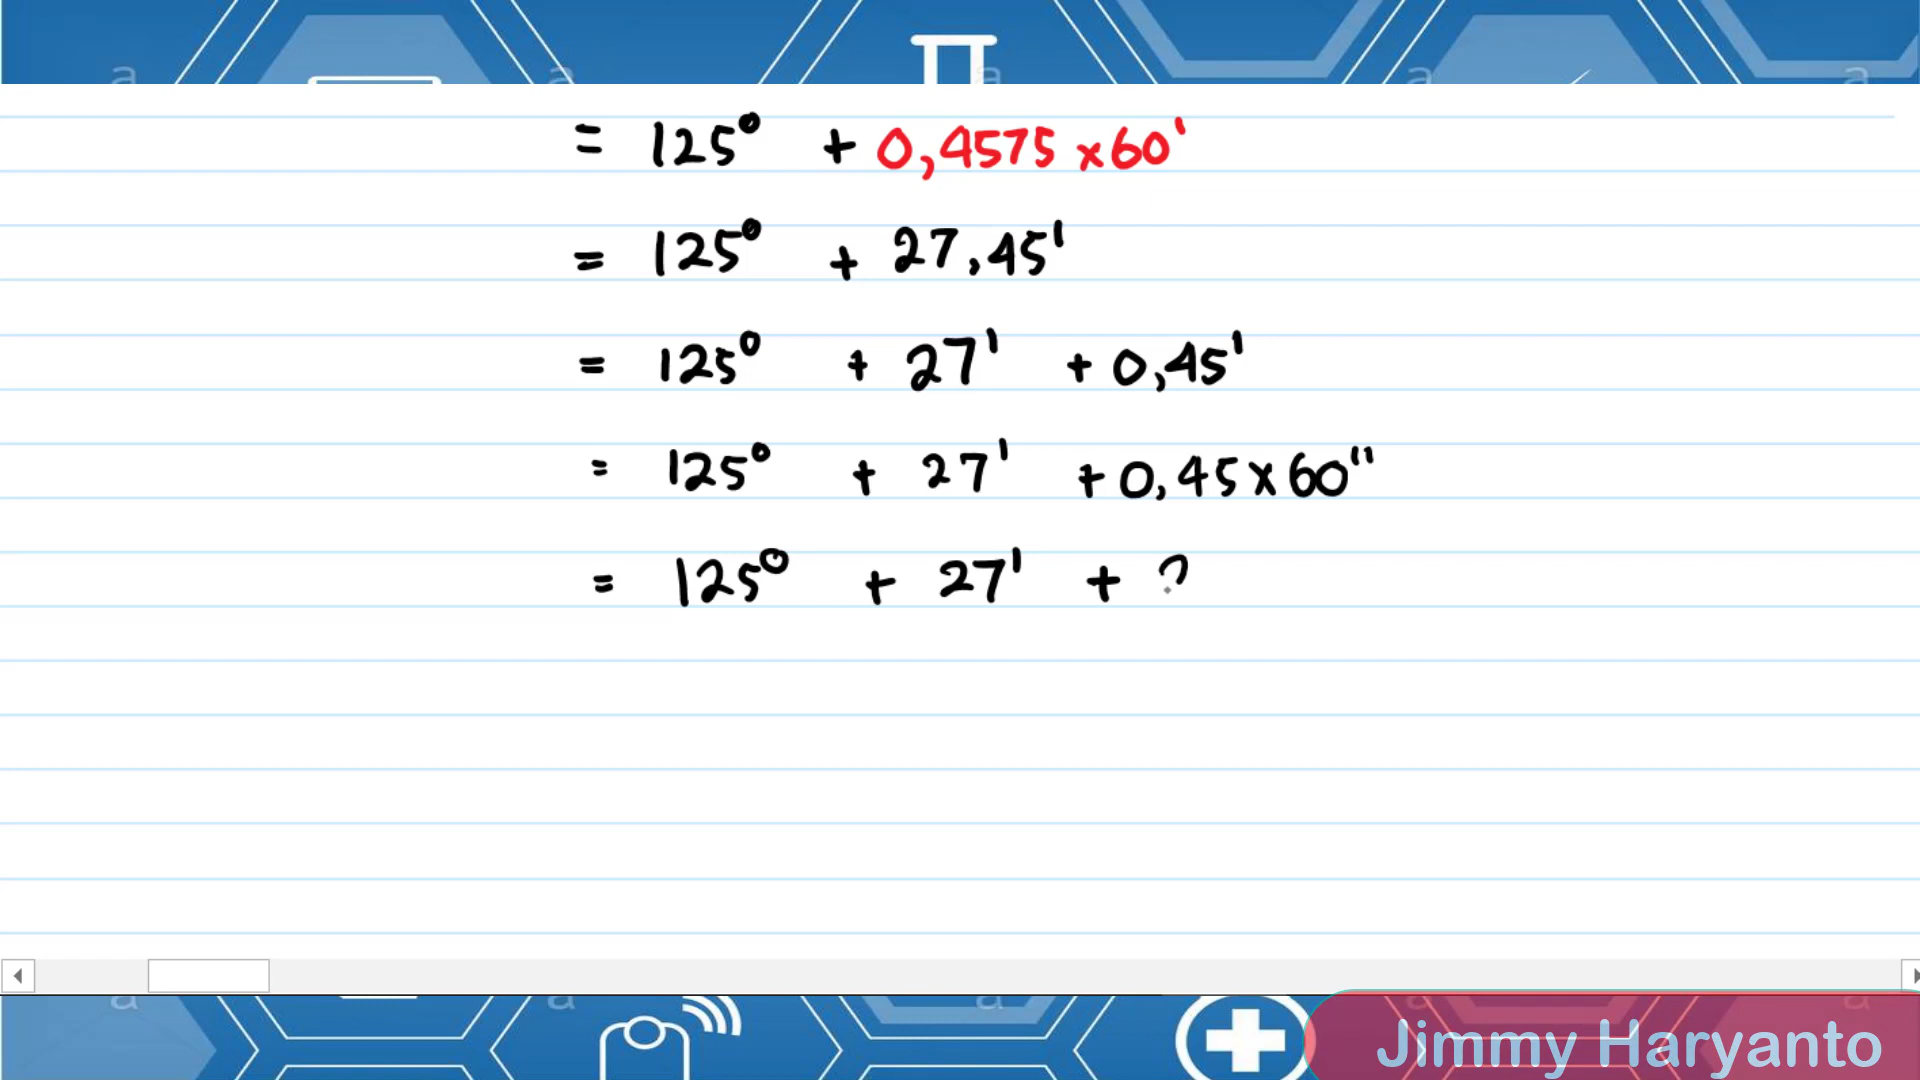 = 125° + 0,4575 x 60'
= 125° + 27,45'
= 125° + 27' + 0,45'
= 125° + 27' + 0,45 x 60"
= 125° + 27' + 2
Jimmy Haryanto